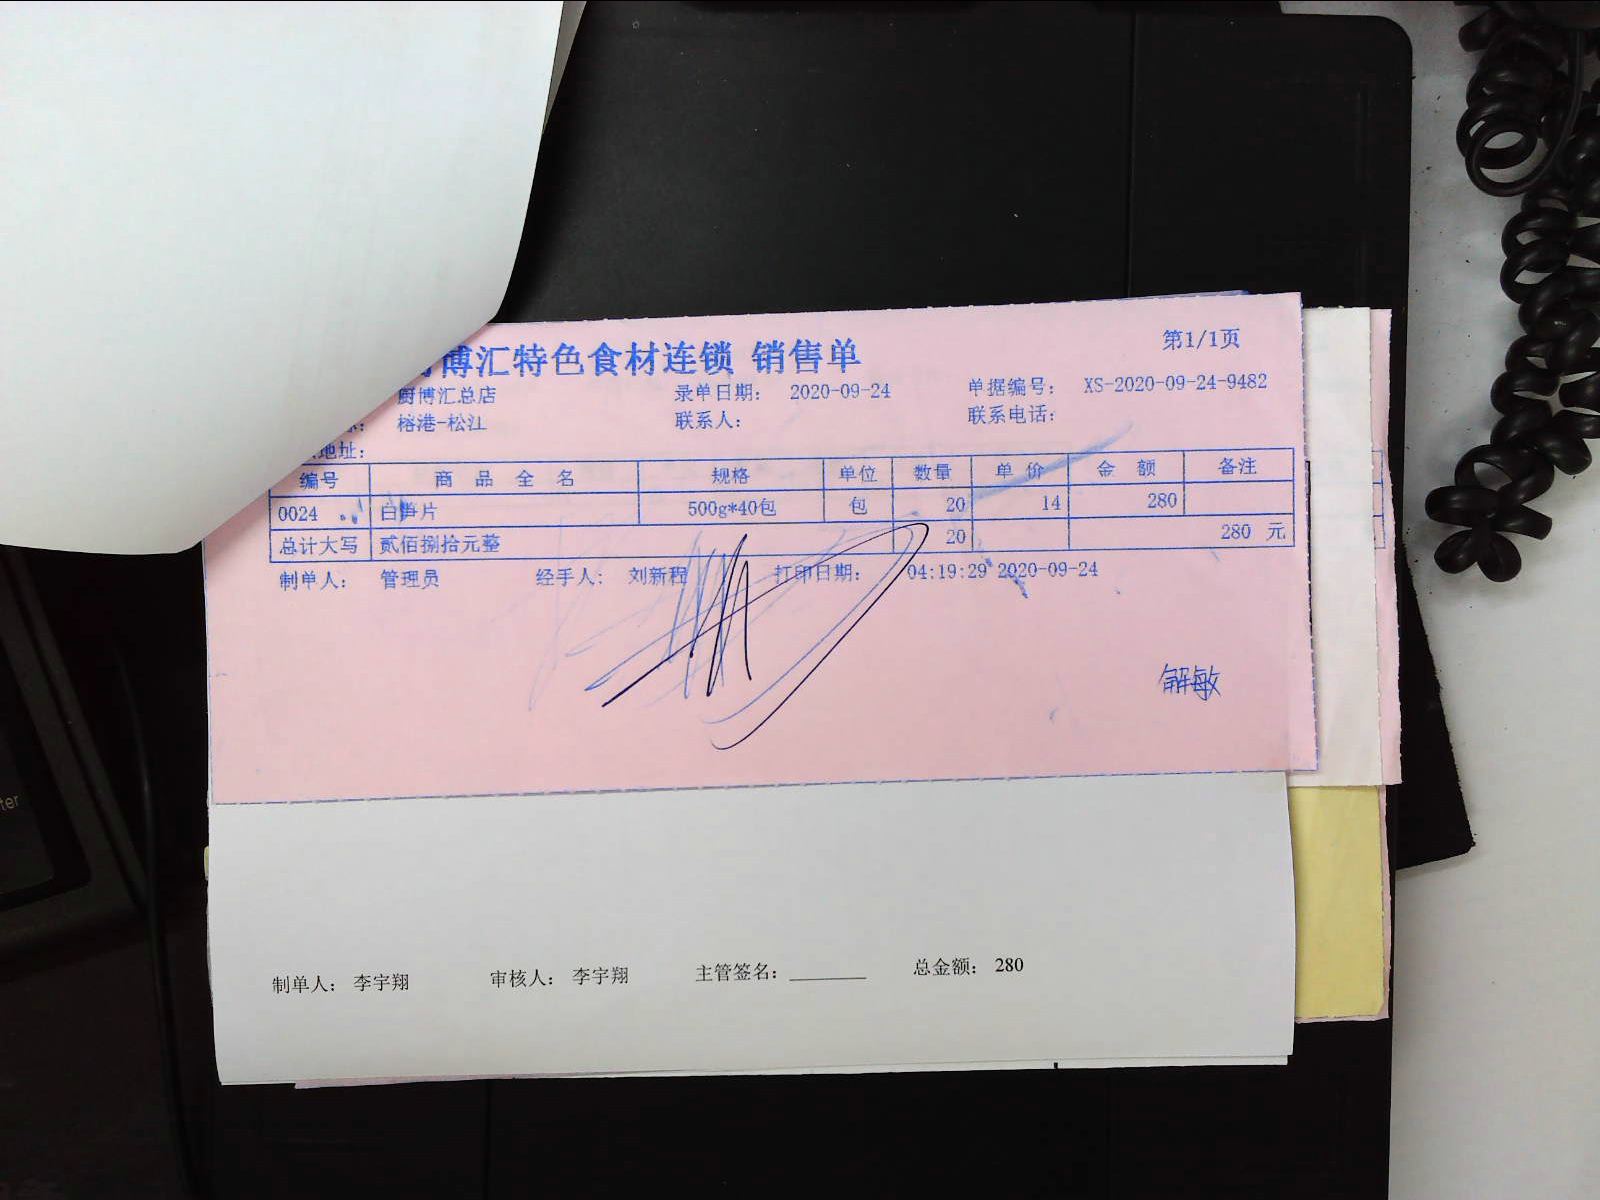 第1/1页
博汇特色食材连锁 销售单
厨博汇总店 录单日期: 2020-09-24 单据编号: XS-2020-09-24-9482
榕港-松江 联系人: 联系电话:
地址:
编号 商品全名 规格 单位 数量 单价 金额 备注
0024 白笋片 500g*40包 包 20 14 280
总计大写 贰佰捌拾元整 20 280 元
制单人: 管理员 经手人: 刘新程 打印日期: 04:19:29 2020-09-24
解敏
制单人: 李宇翔 审核人: 李宇翔 主管签名: ________ 总金额: 280
ter